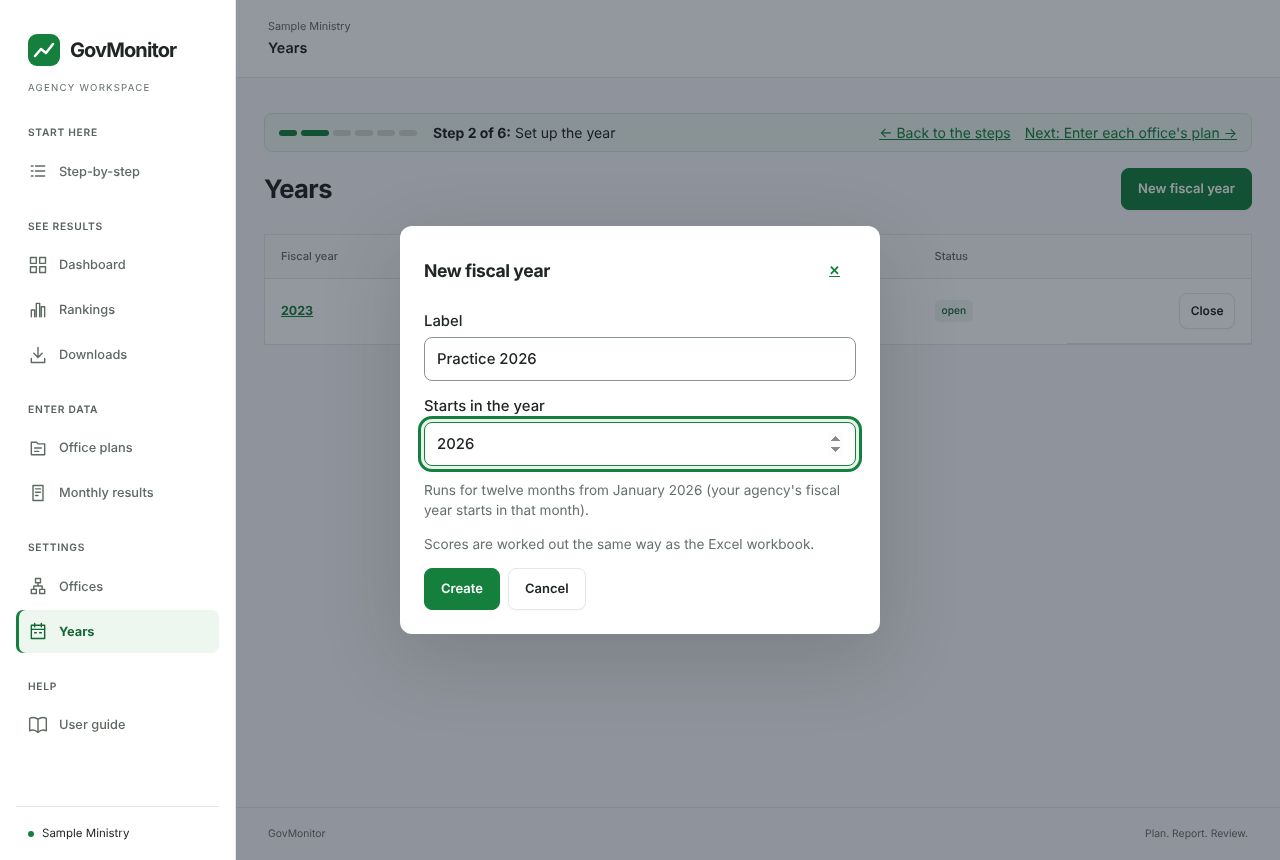 GovMonitor
AGENCY WORKSPACE
START HERE
Step-by-step
SEE RESULTS
Dashboard
Rankings
Downloads
ENTER DATA
Office plans
Monthly results
SETTINGS
Offices
Years
HELP
User guide
Sample Ministry
Sample Ministry
Years
Step 2 of 6: Set up the year
← Back to the steps
Next: Enter each office's plan →
Years
New fiscal year
Fiscal year
Status
2023
open
Close
New fiscal year
×
Label
Practice 2026
Starts in the year
2026
Runs for twelve months from January 2026 (your agency's fiscal
year starts in that month).
Scores are worked out the same way as the Excel workbook.
Create
Cancel
GovMonitor
Plan. Report. Review.